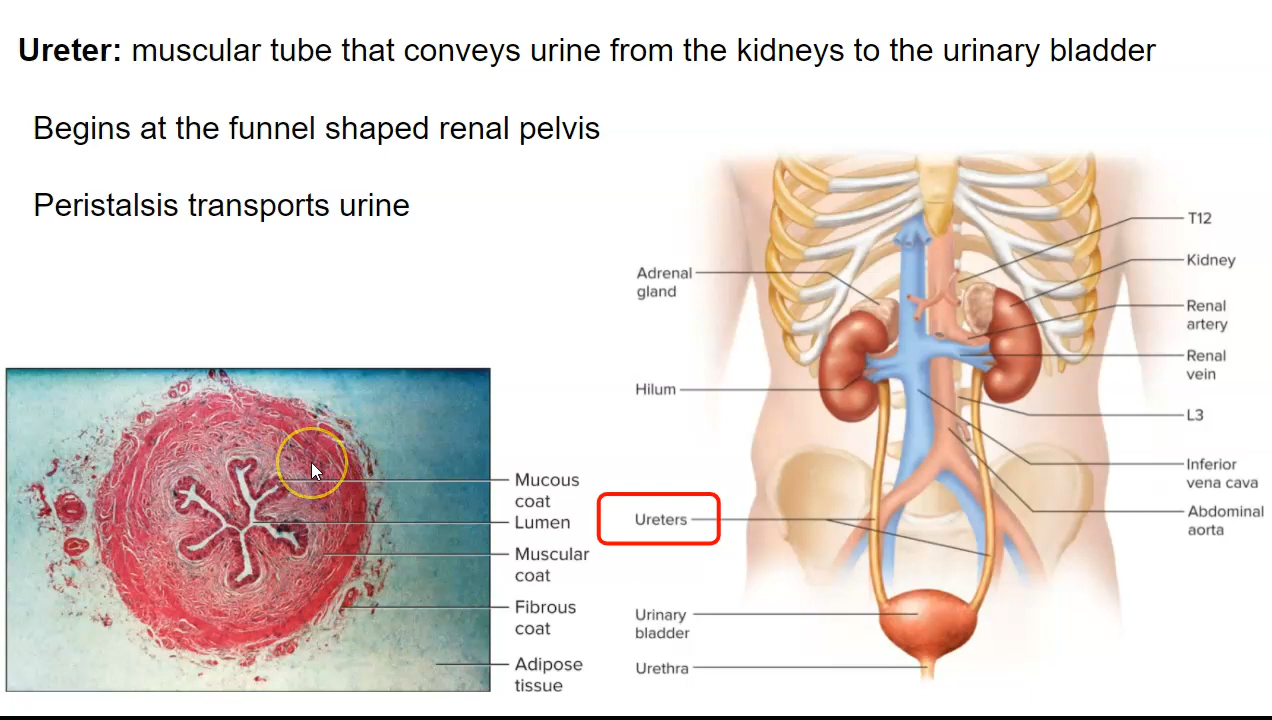 Ureter: muscular tube that conveys urine from the kidneys to the urinary bladder
Begins at the funnel shaped renal pelvis
Peristalsis transports urine
Mucous
coat
Lumen
Muscular
coat
Fibrous
coat
Adipose
tissue
Adrenal
gland
Hilum
Ureters
Urinary
bladder
Urethra
T12
Kidney
Renal
artery
Renal
vein
L3
Inferior
vena cava
Abdominal
aorta